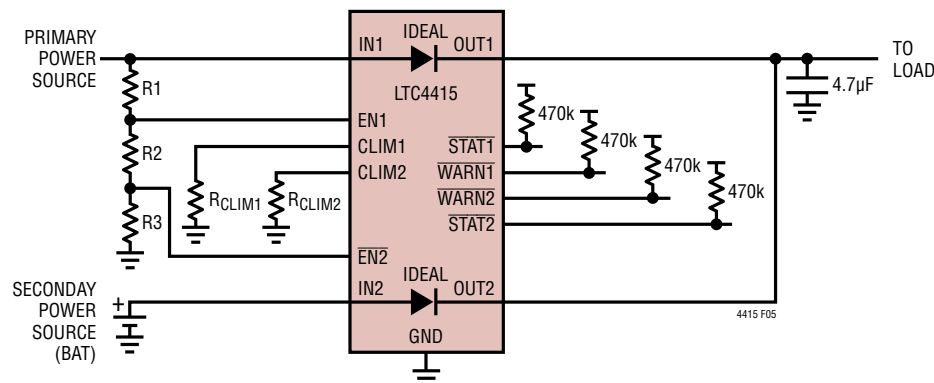 PRIMARY
POWER
SOURCE
R1
R2
R3
SECONDAY
POWER
SOURCE
(BAT)
+
RCLIM1
RCLIM2
IN1
IDEAL
OUT1
LTC4415
EN1
CLIM1
CLIM2
STAT1
WARN1
WARN2
STAT2
EN2
IDEAL
IN2
OUT2
GND
470k
470k
470k
470k
TO
LOAD
4.7µF
4415 F05